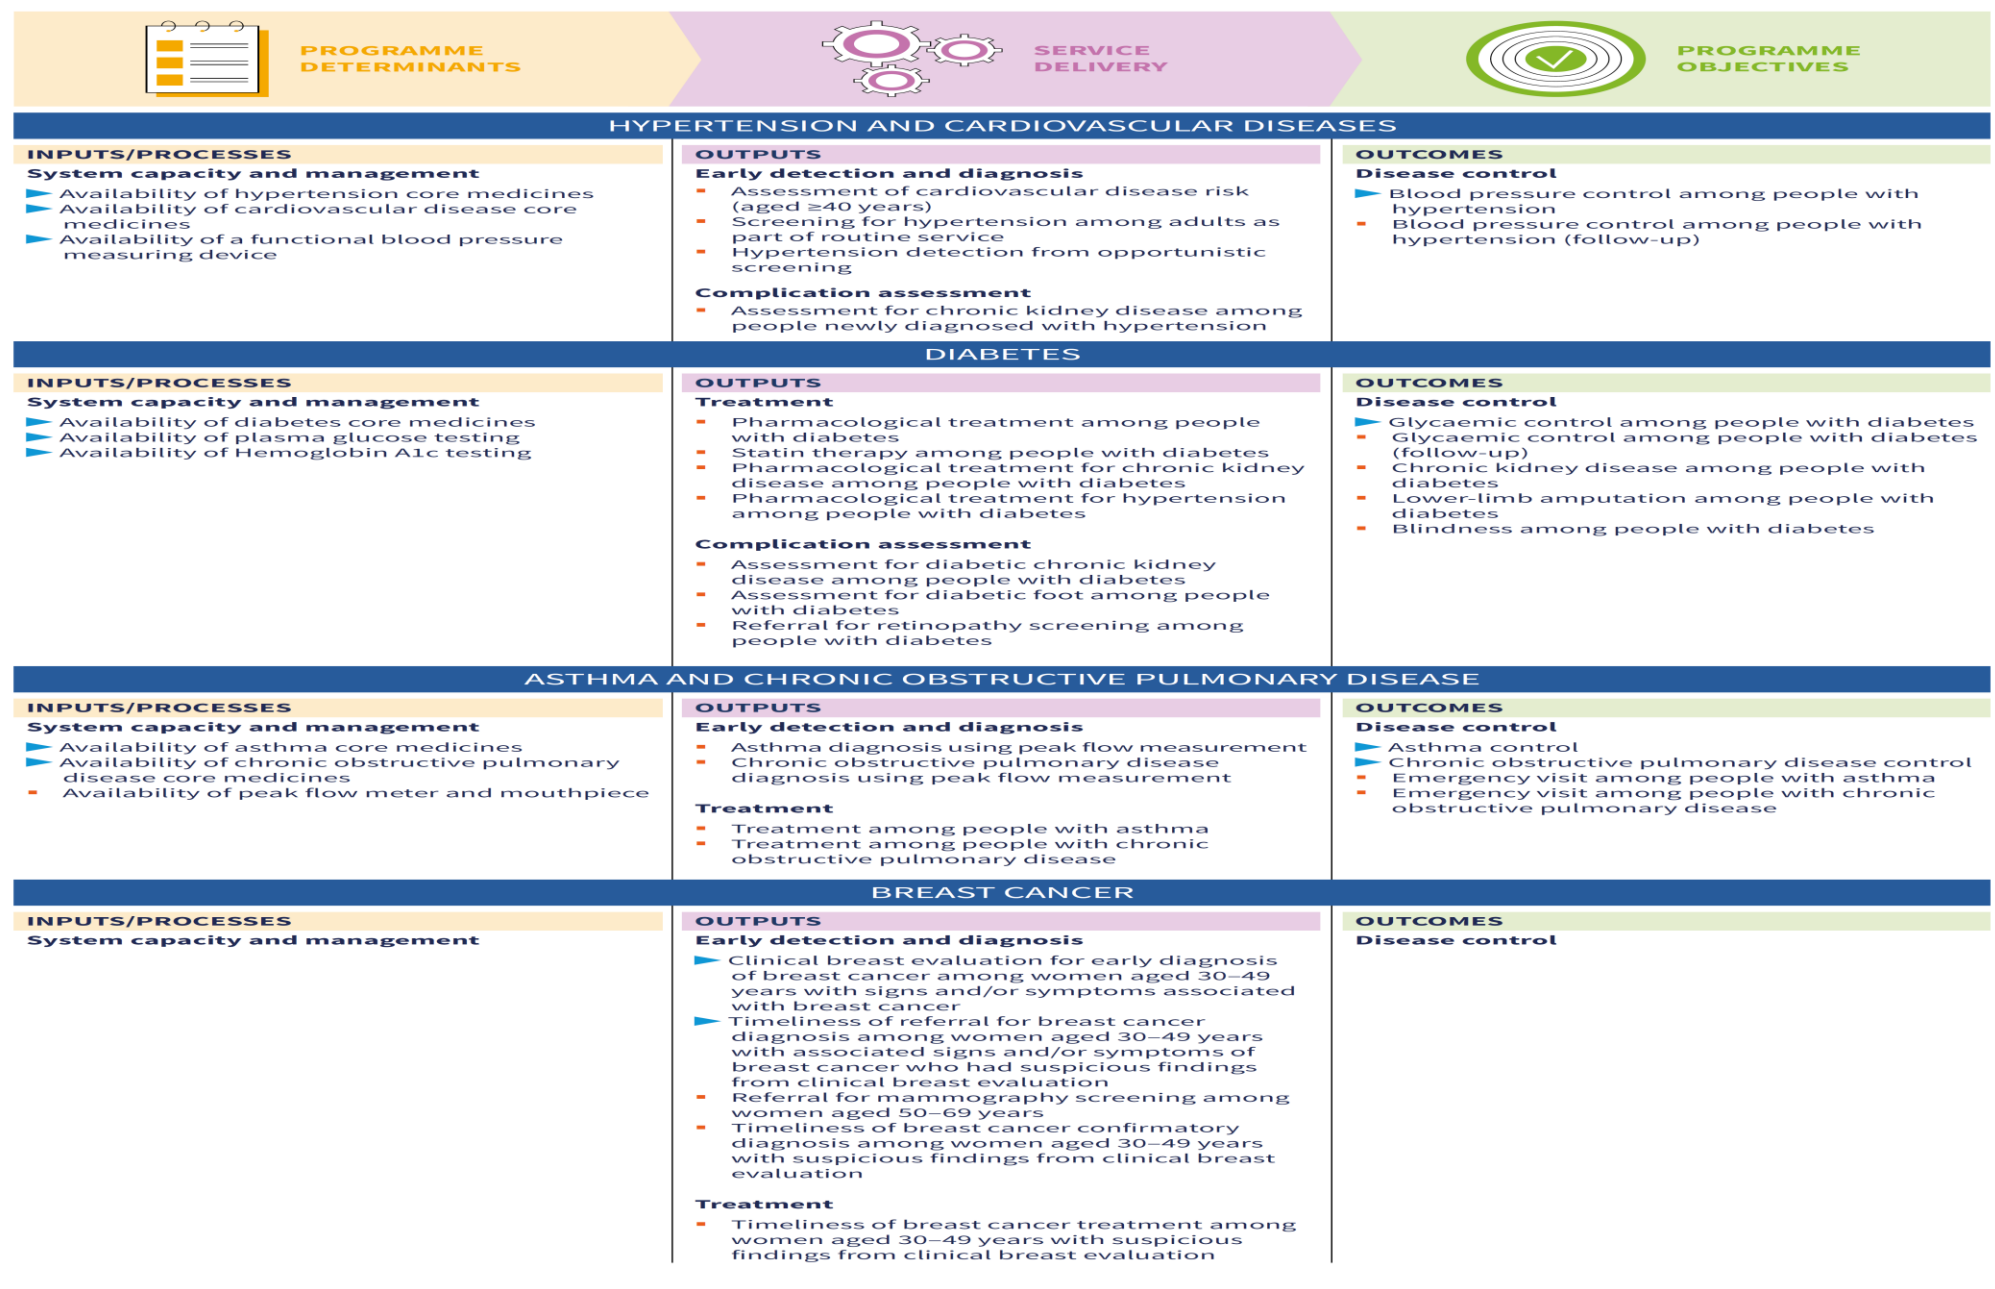 PROGRAMME
DETERMINANTS
SERVICE
DELIVERY
PROGRAMME
OBJECTIVES
HYPERTENSION AND CARDIOVASCULAR DISEASES
INPUTS/PROCESSES
System capacity and management
Availability of hypertension core medicines
Availability of cardiovascular disease core
medicines
Availability of a functional blood pressure
measuring device
OUTPUTS
Early detection and diagnosis
Assessment of cardiovascular disease risk
(aged ≥40 years)
Screening for hypertension among adults as
part of routine service
Hypertension detection from opportunistic
screening
Complication assessment
Assessment for chronic kidney disease among
people newly diagnosed with hypertension
OUTCOMES
Disease control
Blood pressure control among people with
hypertension
Blood pressure control among people with
hypertension (follow-up)
DIABETES
INPUTS/PROCESSES
System capacity and management
Availability of diabetes core medicines
Availability of plasma glucose testing
Availability of Hemoglobin A1c testing
OUTPUTS
Treatment
Pharmacological treatment among people
with diabetes
Statin therapy among people with diabetes
Pharmacological treatment for chronic kidney
disease among people with diabetes
Pharmacological treatment for hypertension
among people with diabetes
Complication assessment
Assessment for diabetic chronic kidney
disease among people with diabetes
Assessment for diabetic foot among people
with diabetes
Referral for retinopathy screening among
people with diabetes
OUTCOMES
Disease control
Glycaemic control among people with diabetes
Glycaemic control among people with diabetes
(follow-up)
Chronic kidney disease among people with
diabetes
Lower-limb amputation among people with
diabetes
Blindness among people with diabetes
ASTHMA AND CHRONIC OBSTRUCTIVE PULMONARY DISEASE
INPUTS/PROCESSES
System capacity and management
Availability of asthma core medicines
Availability of chronic obstructive pulmonary
disease core medicines
Availability of peak flow meter and mouthpiece
OUTPUTS
Early detection and diagnosis
Asthma diagnosis using peak flow measurement
Chronic obstructive pulmonary disease
diagnosis using peak flow measurement
Treatment
Treatment among people with asthma
Treatment among people with chronic
obstructive pulmonary disease
OUTCOMES
Disease control
Asthma control
Chronic obstructive pulmonary disease control
Emergency visit among people with asthma
Emergency visit among people with chronic
obstructive pulmonary disease
BREAST CANCER
INPUTS/PROCESSES
System capacity and management
OUTPUTS
Early detection and diagnosis
Clinical breast evaluation for early diagnosis
of breast cancer among women aged 30–49
years with signs and/or symptoms associated
with breast cancer
Timeliness of referral for breast cancer
diagnosis among women aged 30–49 years
with associated signs and/or symptoms of
breast cancer who had suspicious findings
from clinical breast evaluation
Referral for mammography screening among
women aged 50–69 years
Timeliness of breast cancer confirmatory
diagnosis among women aged 30–49 years
with suspicious findings from clinical breast
evaluation
Treatment
Timeliness of breast cancer treatment among
women aged 30–49 years with suspicious
findings from clinical breast evaluation
OUTCOMES
Disease control